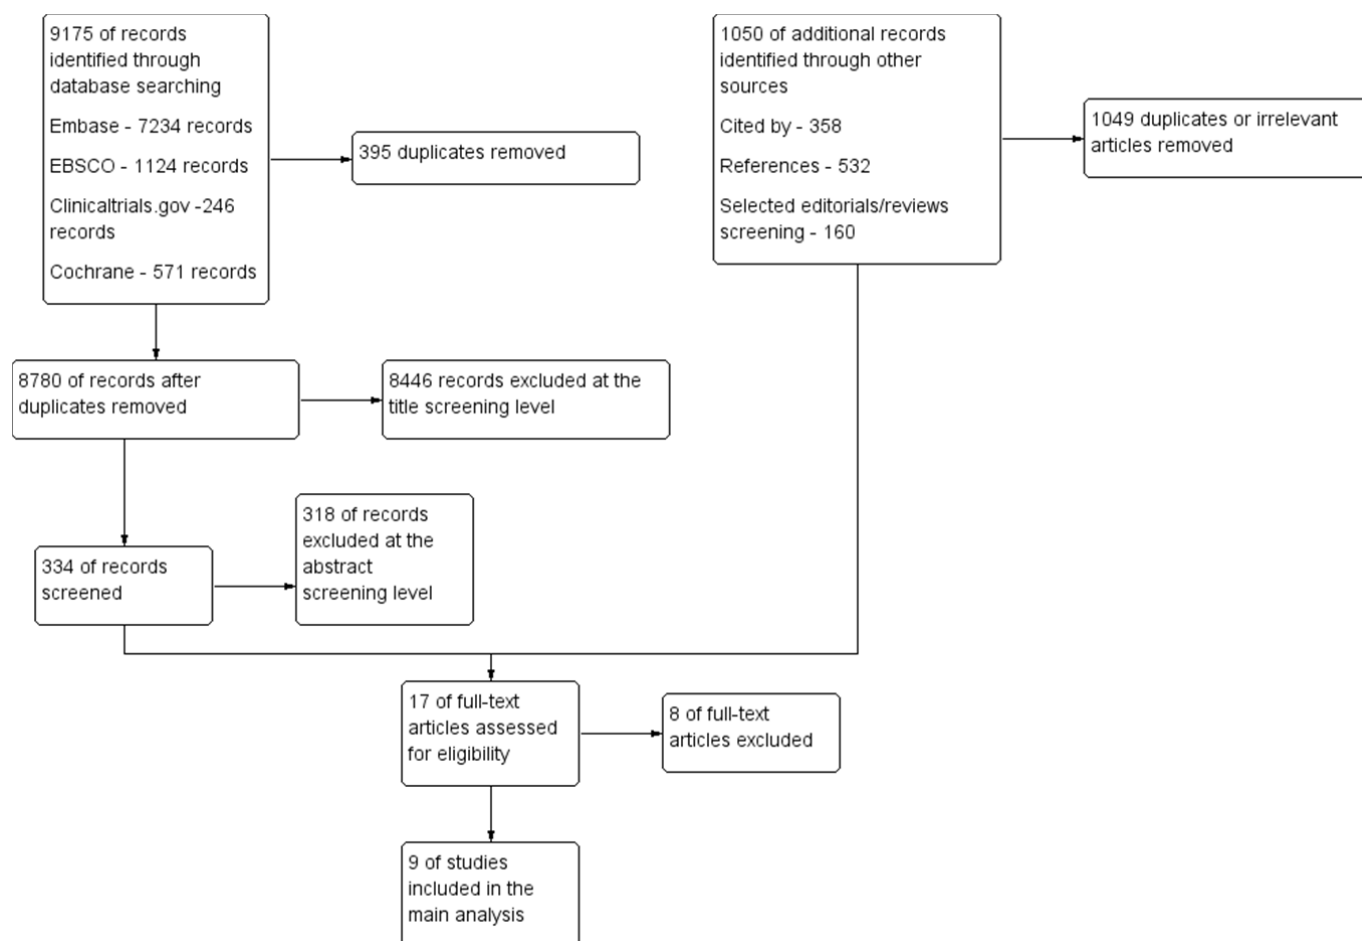 9175 of records
identified through
database searching
Embase - 7234 records
EBSCO - 1124 records
Clinicaltrials.gov -246
records
Cochrane - 571 records
395 duplicates removed
1050 of additional records
identified through other
sources
Cited by - 358
References - 532
Selected editorials/reviews
screening - 160
1049 duplicates or irrelevant
articles removed
8780 of records after
duplicates removed
8446 records excluded at the
title screening level
334 of records
screened
318 of records
excluded at the
abstract
screening level
17 of full-text
articles assessed
for eligibility
8 of full-text
articles excluded
9 of studies
included in the
main analysis